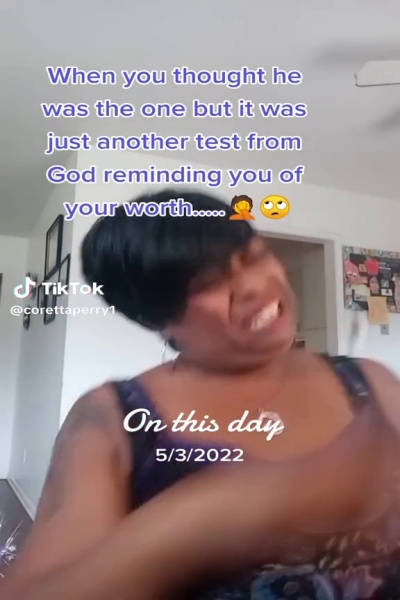 When you thought he
was the one but it was
just another test from
God reminding you of
your worth..... 🤦🙄
TikTok
@corettaperry1
On this day
5/3/2022